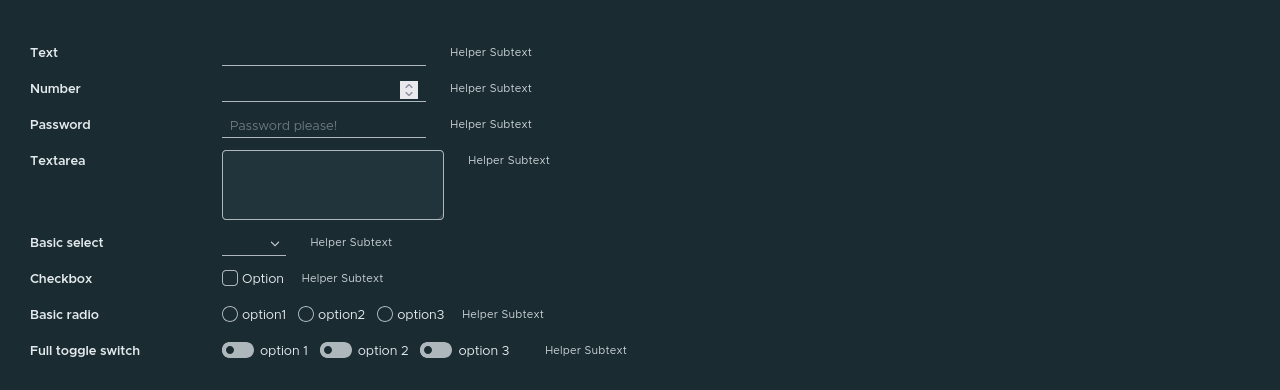 Text Helper Subtext
Number Helper Subtext
Password Password please! Helper Subtext
Textarea Helper Subtext
Basic select Helper Subtext
Checkbox Option Helper Subtext
Basic radio option1 option2 option3 Helper Subtext
Full toggle switch option 1 option 2 option 3 Helper Subtext